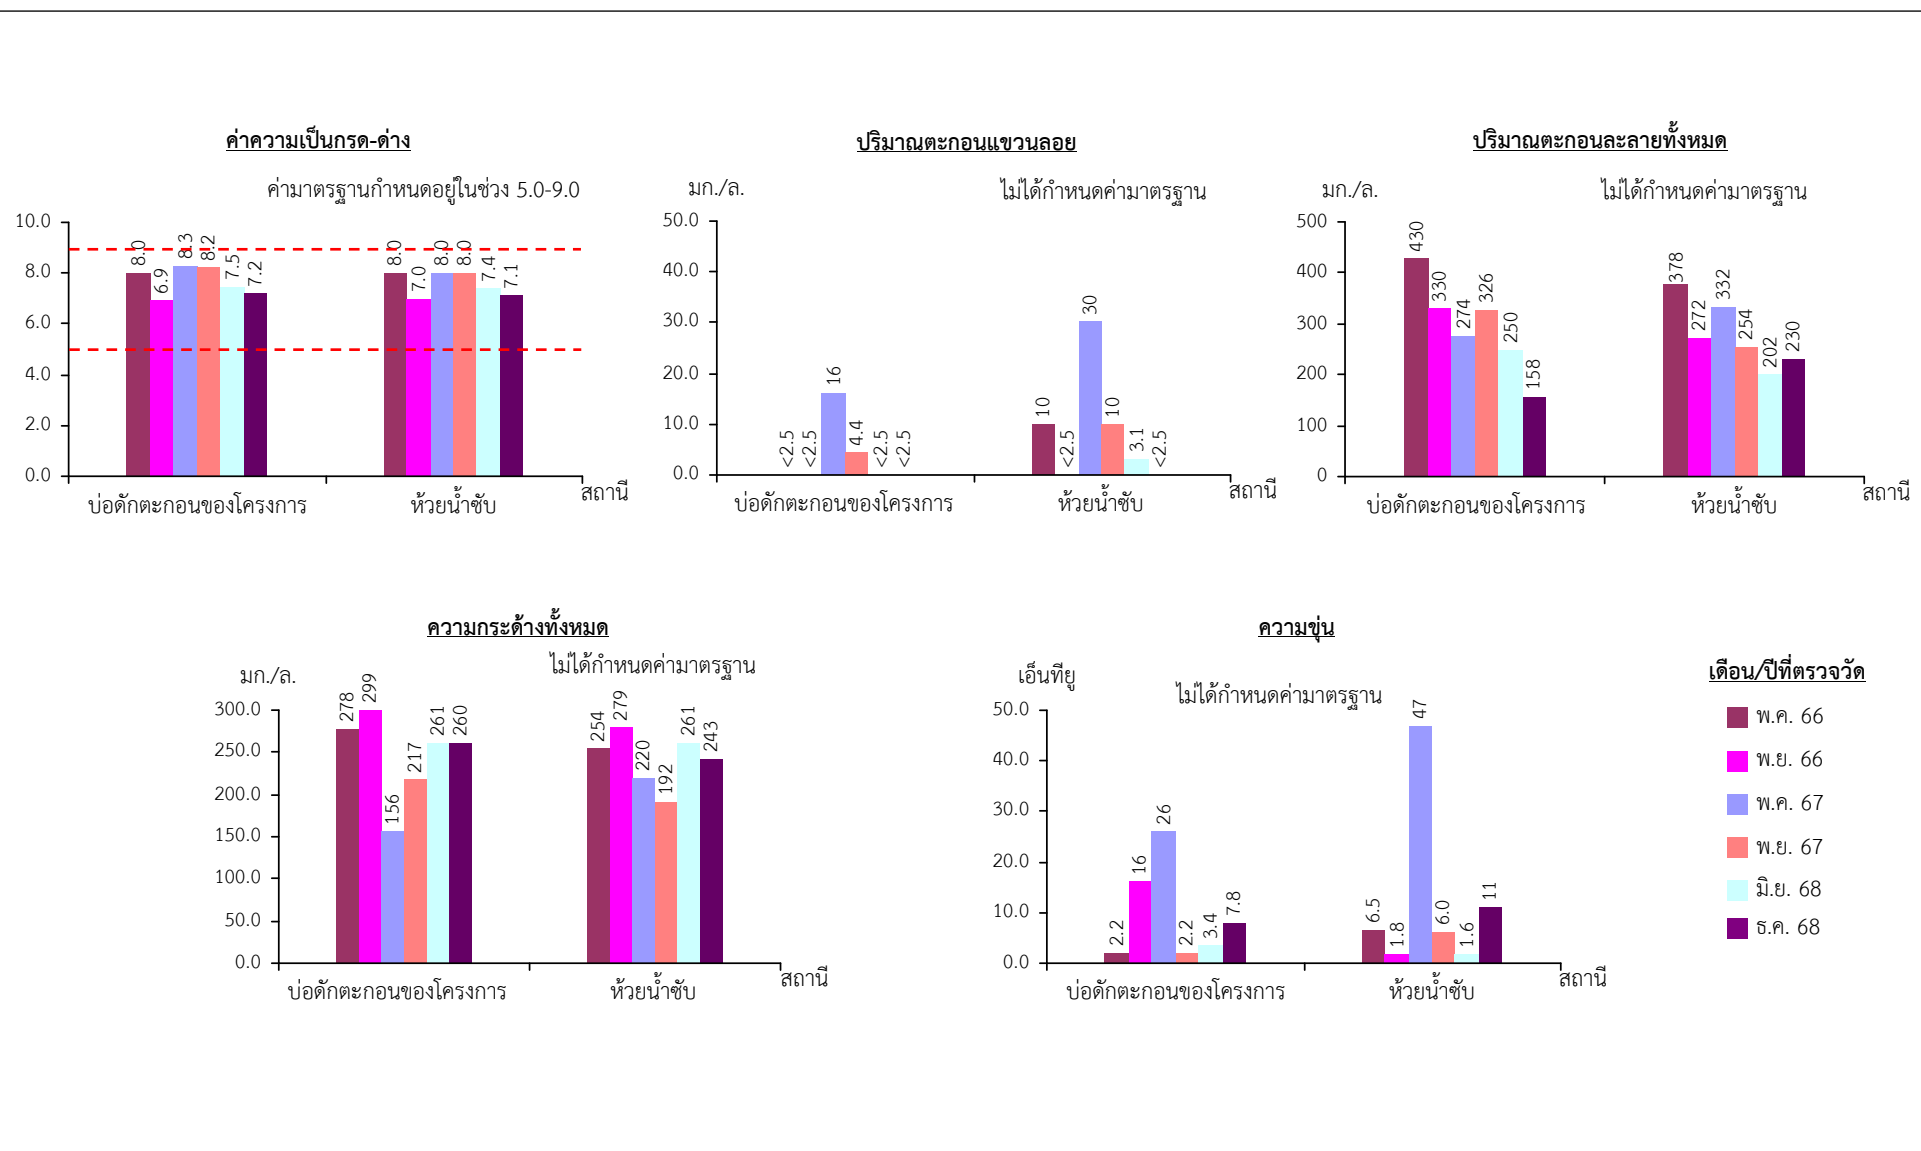 ค่าความเป็นกรด-ด่าง
ค่ามาตรฐานกำหนดอยู่ในช่วง 5.0-9.0
10.0
8.0
6.0
4.0
2.0
0.0
8.0
6.9
8.3
8.2
7.5
7.2
8.0
7.0
8.0
8.0
7.4
7.1
บ่อดักตะกอนของโครงการ
ห้วยน้ำซับ
สถานี
ปริมาณตะกอนแขวนลอย
มก./ล.
ไม่ได้กำหนดค่ามาตรฐาน
50.0
40.0
30.0
20.0
10.0
0.0
<2.5
<2.5
16
4.4
<2.5
<2.5
10
<2.5
30
10
3.1
<2.5
บ่อดักตะกอนของโครงการ
ห้วยน้ำซับ
สถานี
ปริมาณตะกอนละลายทั้งหมด
มก./ล.
ไม่ได้กำหนดค่ามาตรฐาน
500
400
300
200
100
0
430
330
274
326
250
158
378
272
332
254
202
230
บ่อดักตะกอนของโครงการ
ห้วยน้ำซับ
สถานี
ความกระด้างทั้งหมด
มก./ล.
ไม่ได้กำหนดค่ามาตรฐาน
300.0
250.0
200.0
150.0
100.0
50.0
0.0
278
299
156
217
261
260
254
279
220
192
261
243
บ่อดักตะกอนของโครงการ
ห้วยน้ำซับ
สถานี
ความขุ่น
เอ็นทียู
ไม่ได้กำหนดค่ามาตรฐาน
50.0
40.0
30.0
20.0
10.0
0.0
2.2
16
26
2.2
3.4
7.8
6.5
1.8
47
6.0
1.6
11
บ่อดักตะกอนของโครงการ
ห้วยน้ำซับ
สถานี
เดือน/ปีที่ตรวจวัด
พ.ค. 66
พ.ย. 66
พ.ค. 67
พ.ย. 67
มิ.ย. 68
ธ.ค. 68